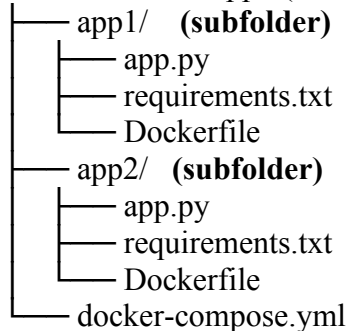 app1/ (subfolder)
app.py
requirements.txt
Dockerfile
app2/ (subfolder)
app.py
requirements.txt
Dockerfile
docker-compose.yml